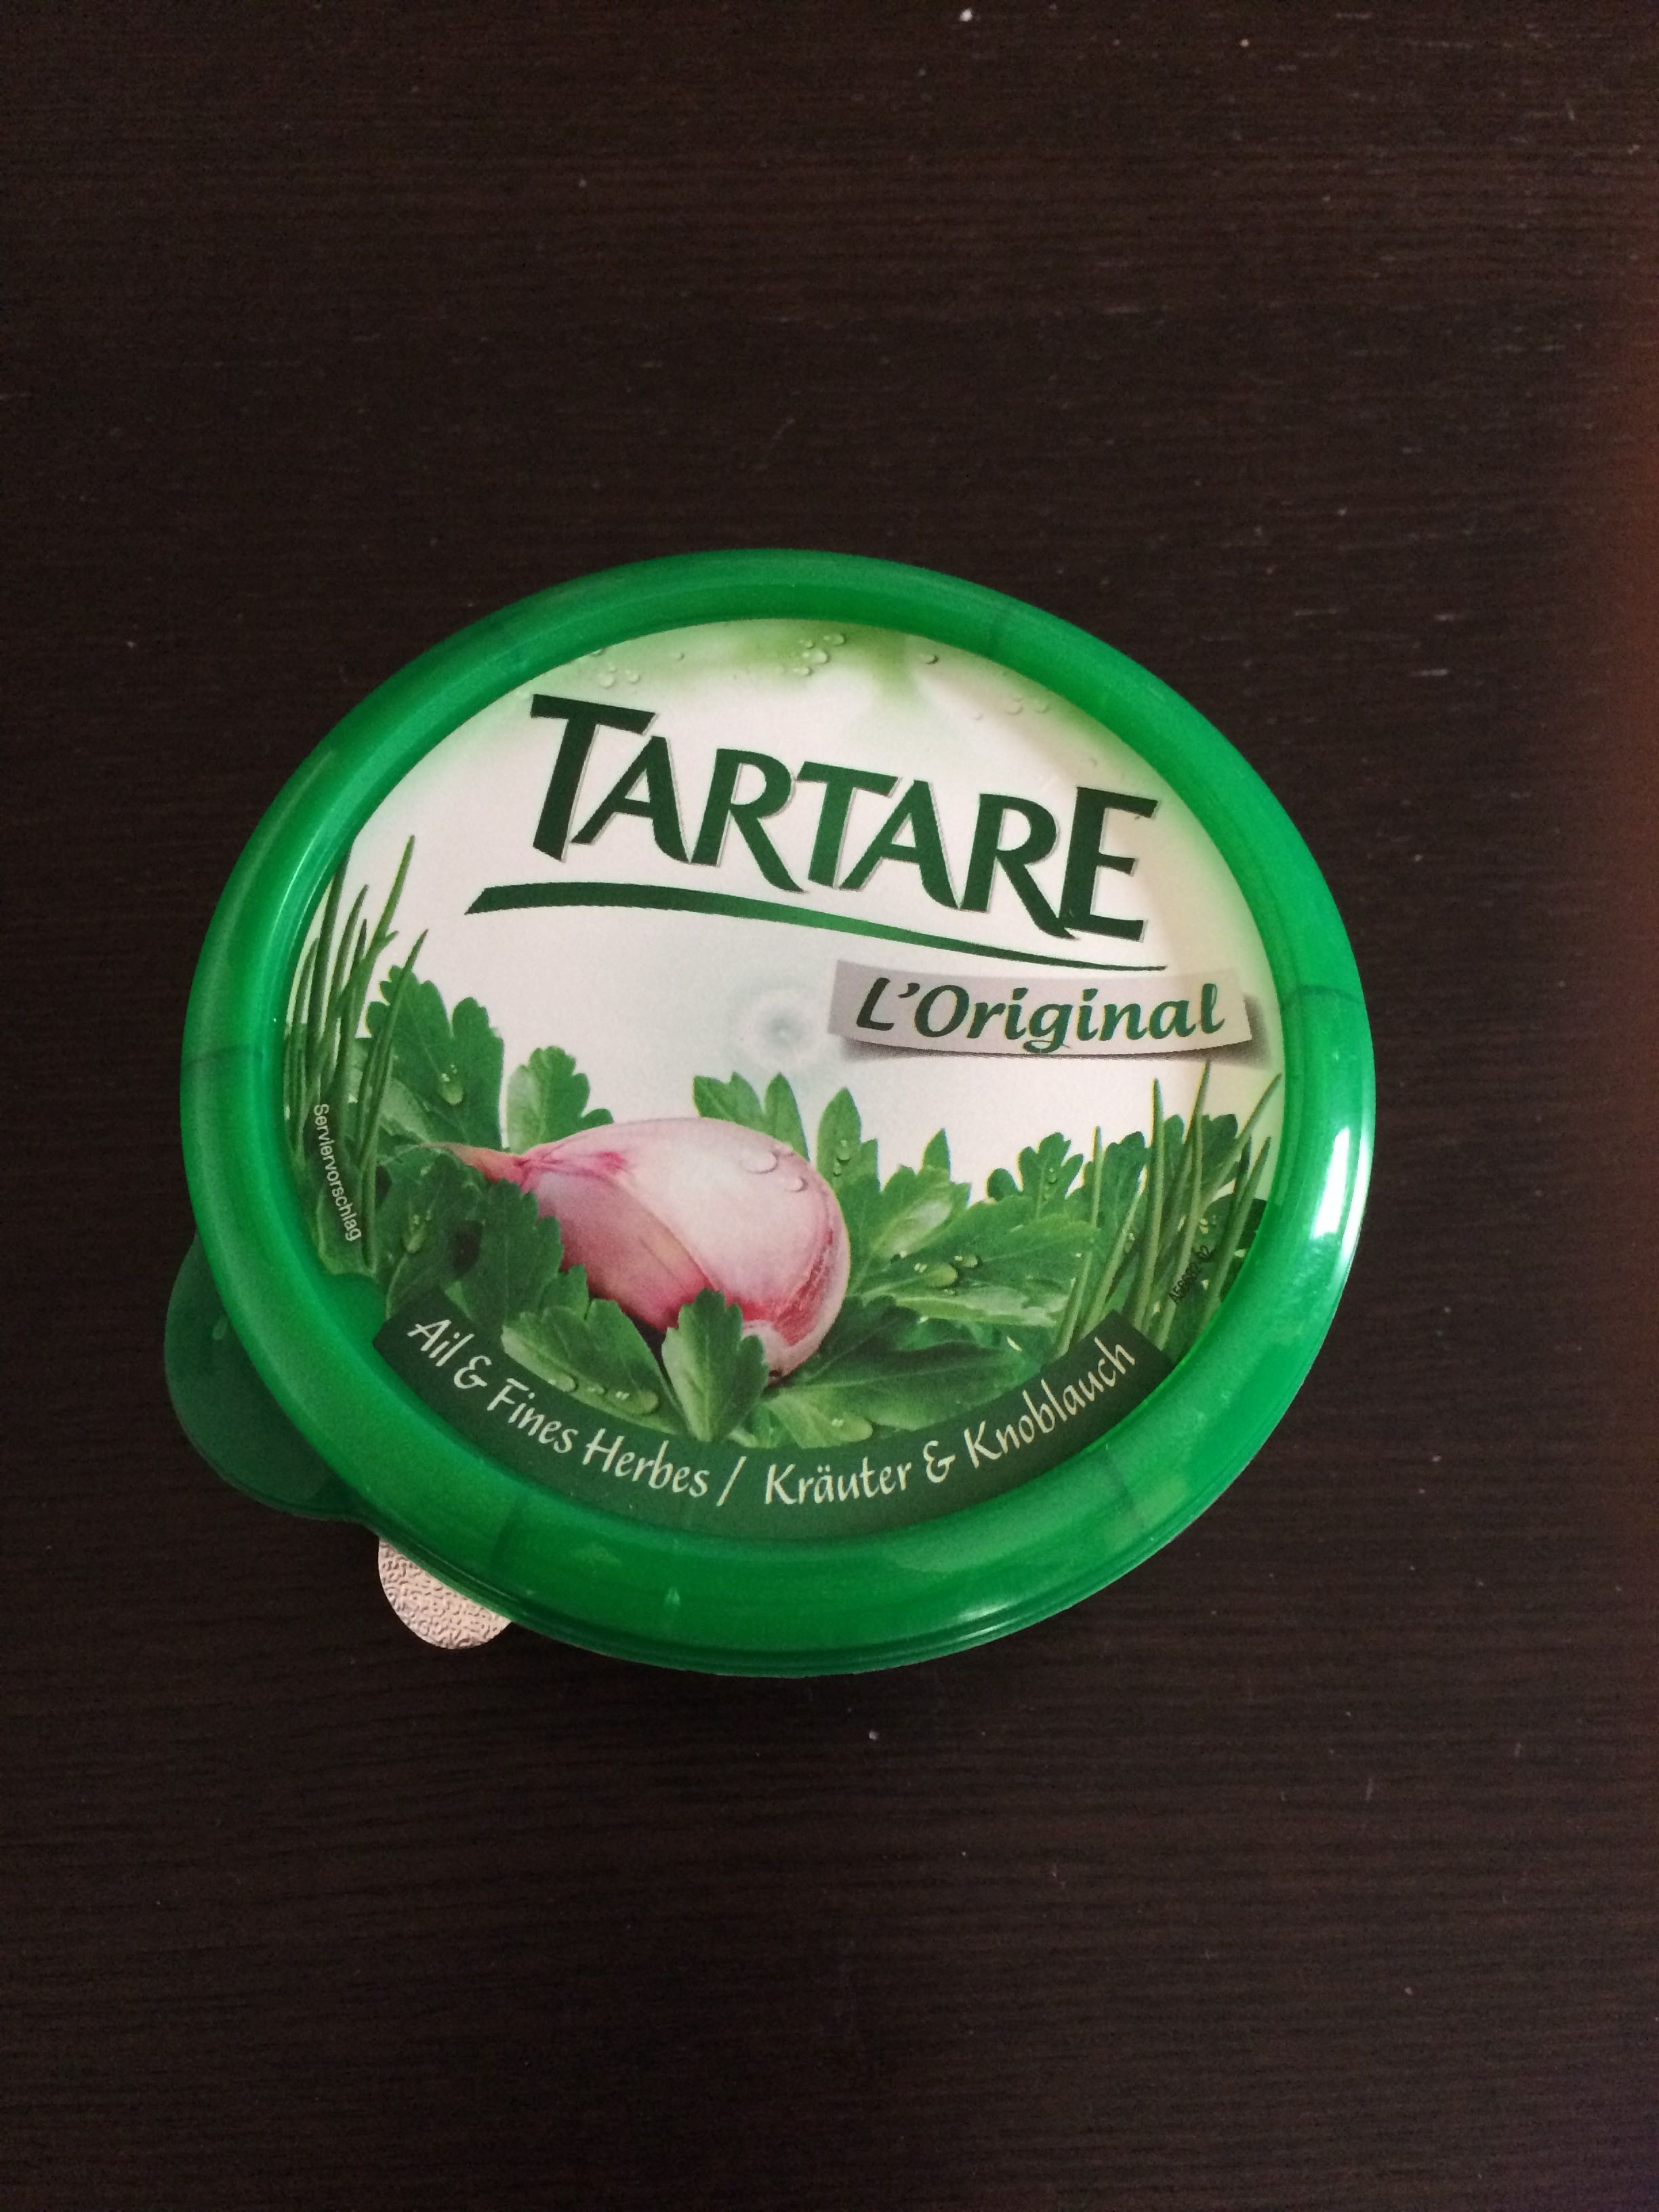 TARTARE
L'Original
Serviervorschlag
Ail & Fines Herbes / Kräuter & Knoblauch